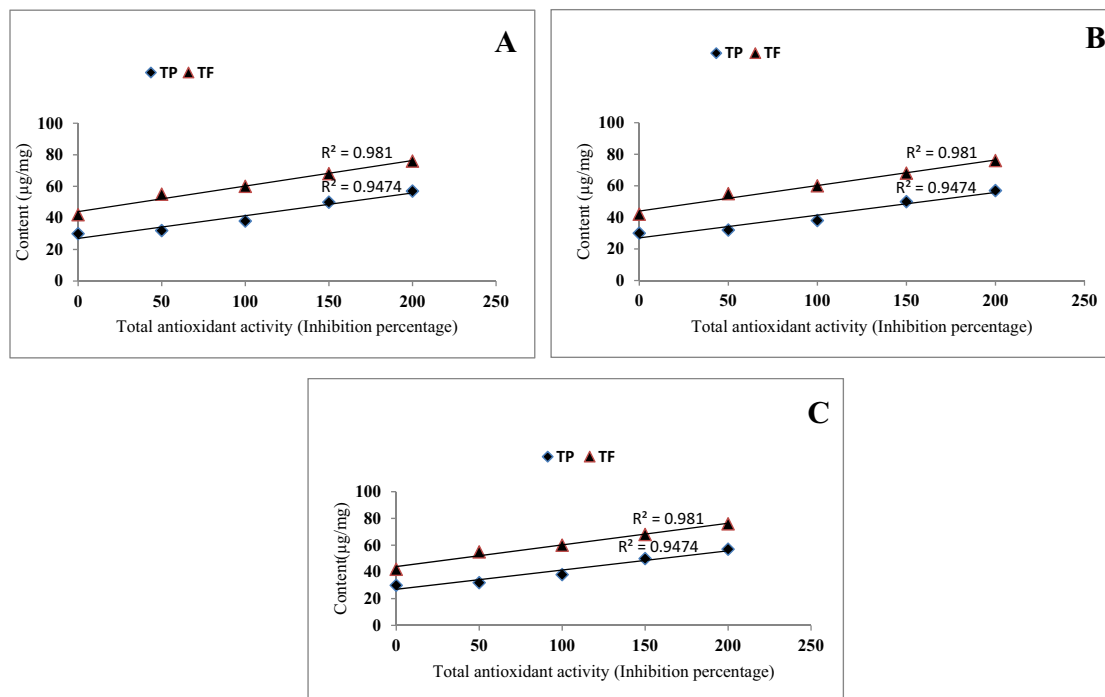 A
TP TF
100
80
60
40
20
0
Content (µg/mg)
R² = 0.981
R² = 0.9474
0 50 100 150 200 250
Total antioxidant activity (Inhibition percentage)
B
TP TF
100
80
60
40
20
0
Content (µg/mg)
R² = 0.981
R² = 0.9474
0 50 100 150 200 250
Total antioxidant activity (Inhibition percentage)
C
TP TF
100
80
60
40
20
0
Content(µg/mg)
R² = 0.981
R² = 0.9474
0 50 100 150 200 250
Total antioxidant activity (Inhibition percentage)